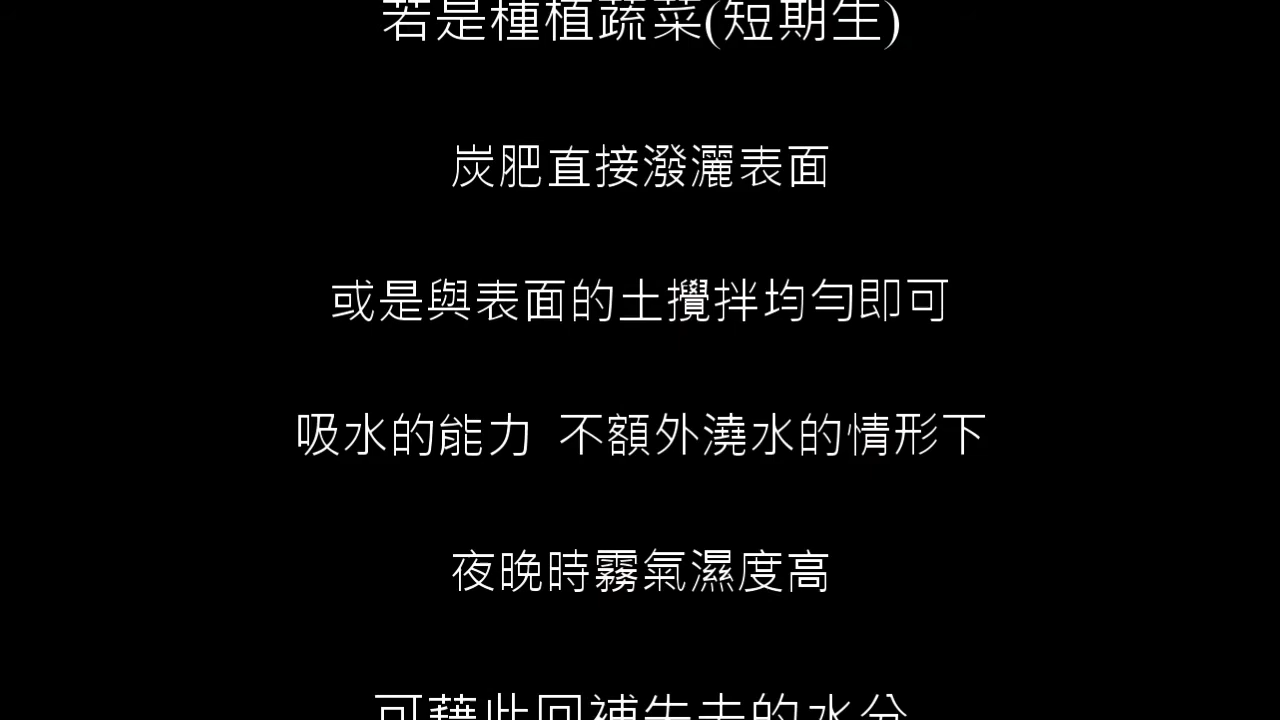 若是種植蔬菜(短期生)
炭肥直接潑灑表面
或是與表面的土攪拌均勻即可
吸水的能力 不額外澆水的情形下
夜晚時霧氣濕度高
可藉此回補失去的水分